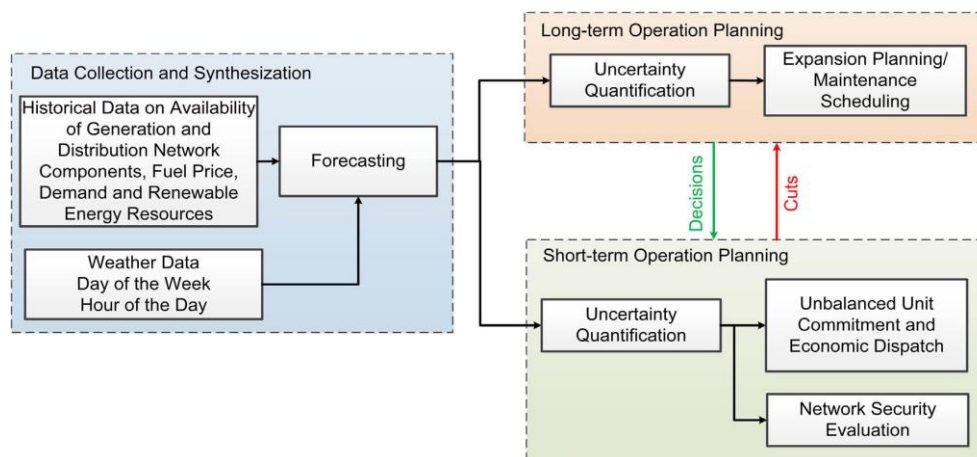 Data Collection and Synthesization
Historical Data on Availability
of Generation and
Distribution Network
Components, Fuel Price,
Demand and Renewable
Energy Resources
Forecasting
Weather Data
Day of the Week
Hour of the Day
Long-term Operation Planning
Uncertainty
Quantification
Expansion Planning/
Maintenance
Scheduling
Decisions
Cuts
Short-term Operation Planning
Uncertainty
Quantification
Unbalanced Unit
Commitment and
Economic Dispatch
Network Security
Evaluation